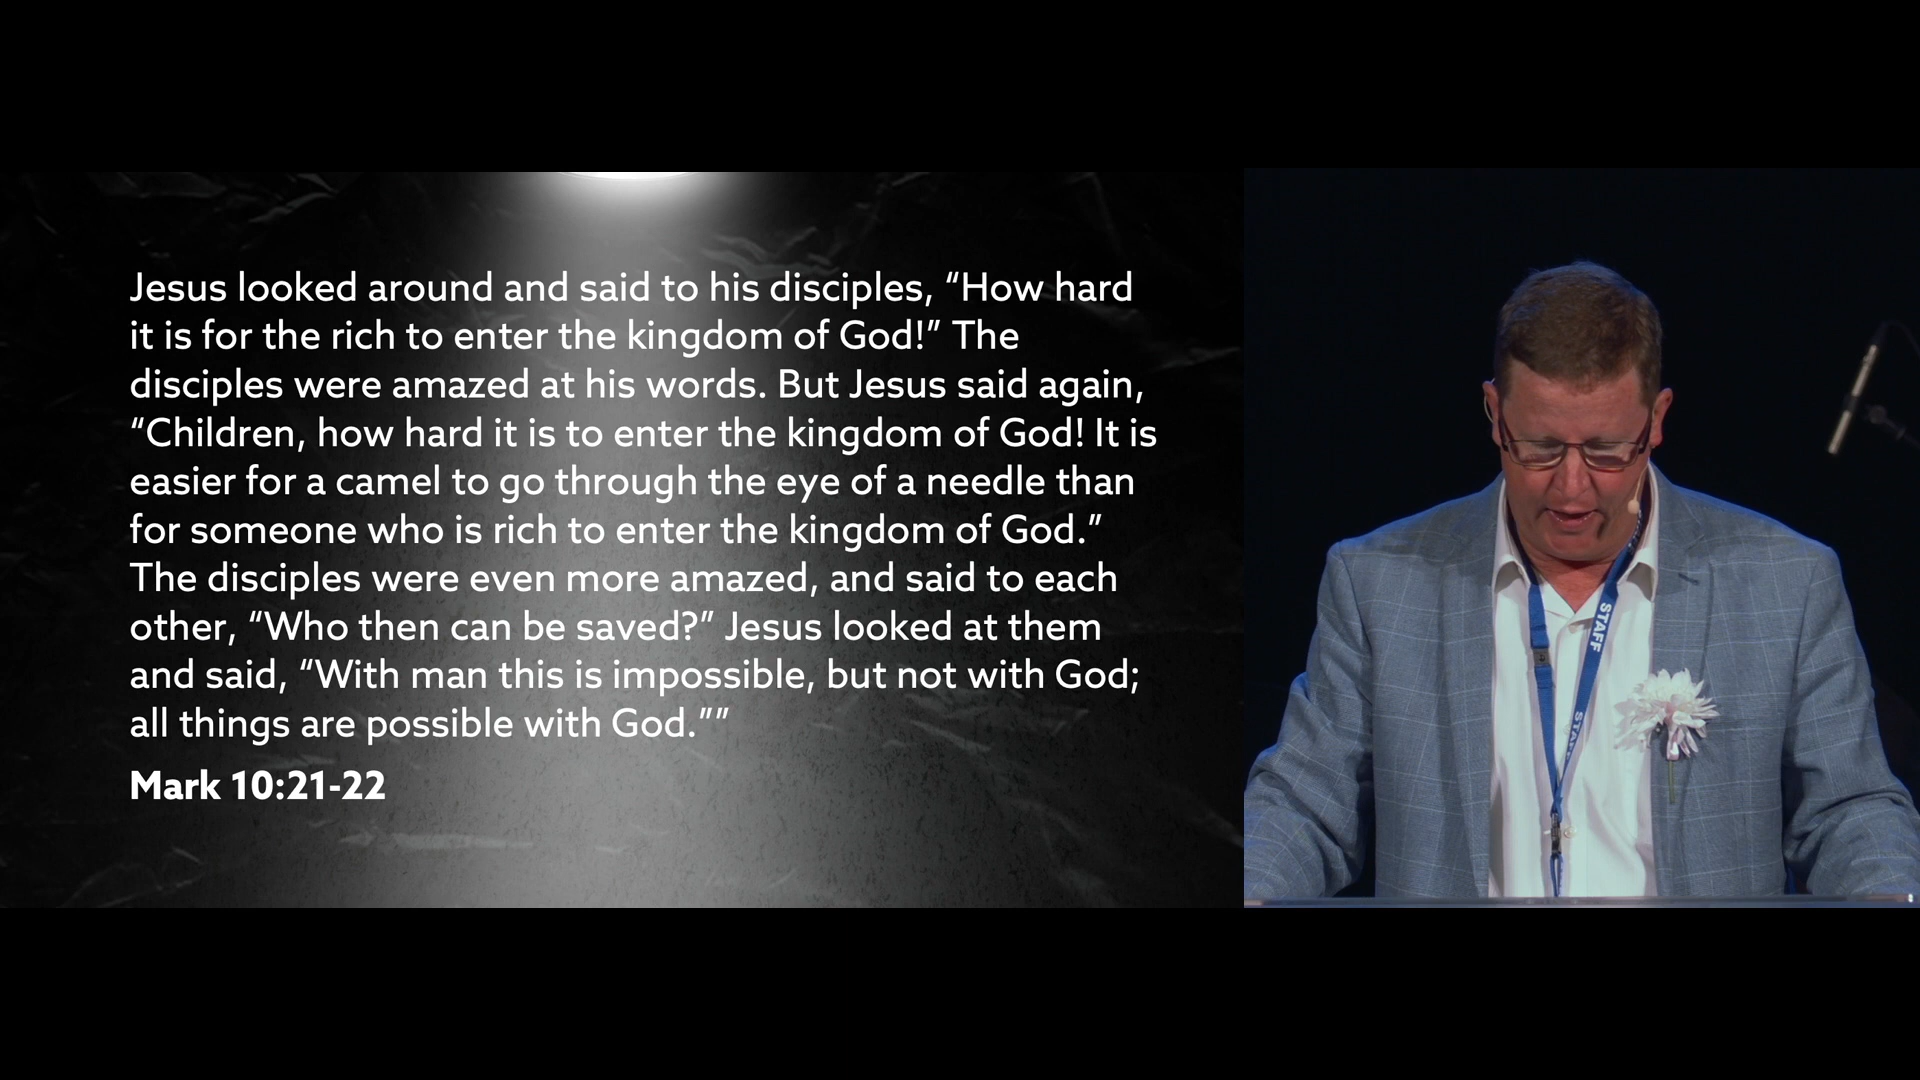 Jesus looked around and said to his disciples, “How hard
it is for the rich to enter the kingdom of God!” The
disciples were amazed at his words. But Jesus said again,
“Children, how hard it is to enter the kingdom of God! It is
easier for a camel to go through the eye of a needle than
for someone who is rich to enter the kingdom of God.”
The disciples were even more amazed, and said to each
other, “Who then can be saved?” Jesus looked at them
and said, “With man this is impossible, but not with God;
all things are possible with God.””
Mark 10:21-22
STAFF
STAFF